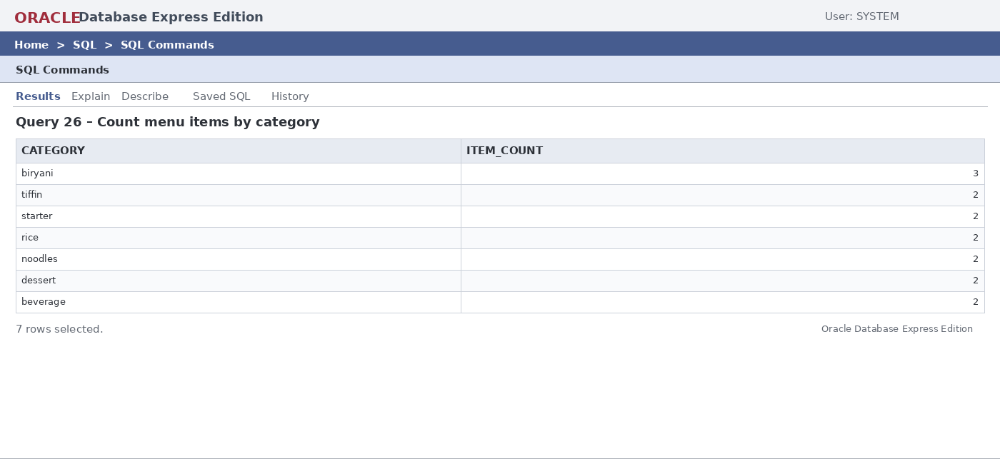 ORACLE Database Express Edition User: SYSTEM
Home > SQL > SQL Commands
SQL Commands
Results Explain Describe Saved SQL History
Query 26 – Count menu items by category
CATEGORY ITEM_COUNT
biryani 3
tiffin 2
starter 2
rice 2
noodles 2
dessert 2
beverage 2
7 rows selected. Oracle Database Express Edition